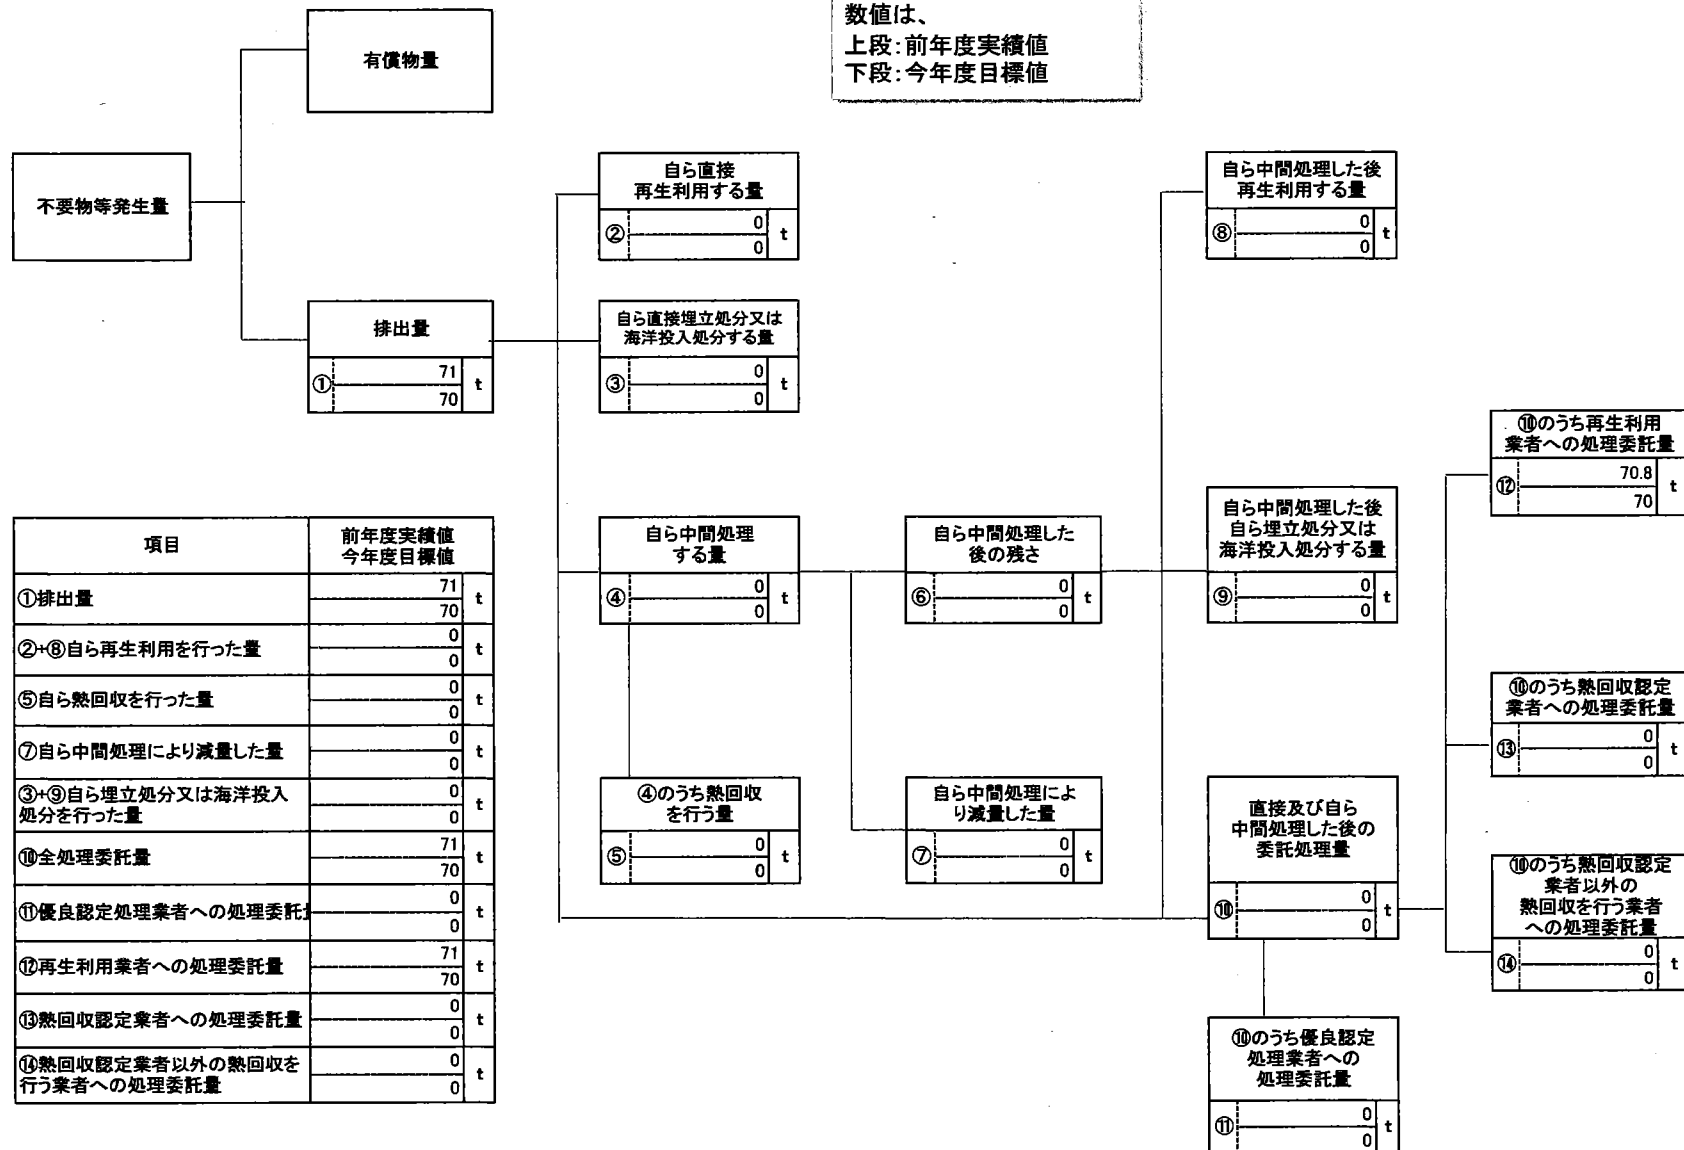 数値は、
上段:前年度実績値
下段:今年度目標値
有償物量
不要物等発生量
排出量
① 71 t
70
自ら直接
再生利用する量
② 0 t
0
自ら直接埋立処分又は
海洋投入処分する量
③ 0 t
0
自ら中間処理
する量
④ 0 t
0
④のうち熱回収
を行う量
⑤ 0 t
0
自ら中間処理した
後の残さ
⑥ 0 t
0
自ら中間処理によ
り減量した量
⑦ 0 t
0
自ら中間処理した後
再生利用する量
⑧ 0 t
0
自ら中間処理した後
自ら埋立処分又は
海洋投入処分する量
⑨ 0 t
0
直接及び自ら
中間処理した後の
委託処理量
⑩ 0 t
0
⑩のうち優良認定
処理業者への
処理委託量
⑪ 0 t
0
⑩のうち再生利用
業者への処理委託量
⑫ 70.8 t
70
⑩のうち熱回収認定
業者への処理委託量
⑬ 0 t
0
⑩のうち熱回収認定
業者以外の
熱回収を行う業者
への処理委託量
⑭ 0 t
0
項目 前年度実績値
今年度目標値
①排出量 71 t
70
②+⑧自ら再生利用を行った量 0 t
0
⑤自ら熱回収を行った量 0 t
0
⑦自ら中間処理により減量した量 0 t
0
③+⑨自ら埋立処分又は海洋投入
処分を行った量 0 t
0
⑩全処理委託量 71 t
70
⑪優良認定処理業者への処理委託 0 t
0
⑫再生利用業者への処理委託量 71 t
70
⑬熱回収認定業者への処理委託量 0 t
0
⑭熱回収認定業者以外の熱回収を
行う業者への処理委託量 0 t
0